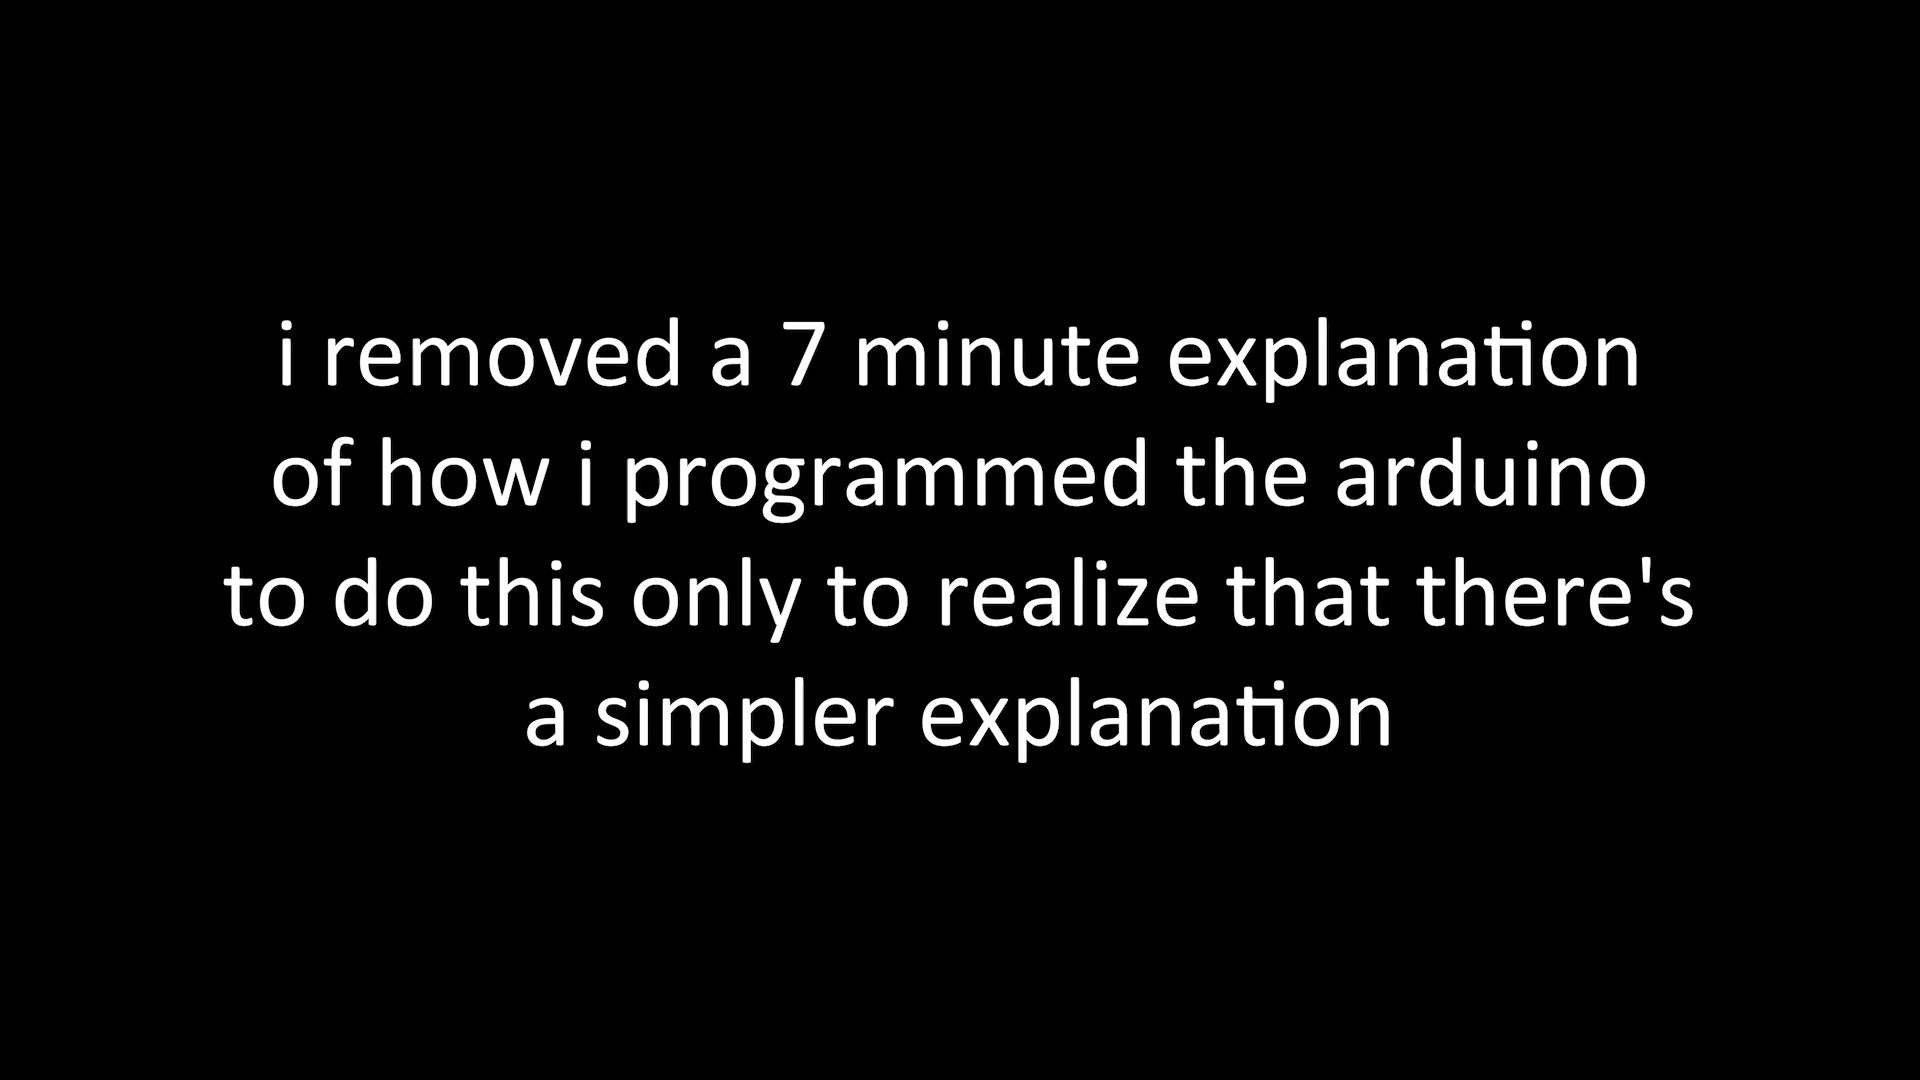 i removed a 7 minute explanation
of how i programmed the arduino
to do this only to realize that there's
a simpler explanation